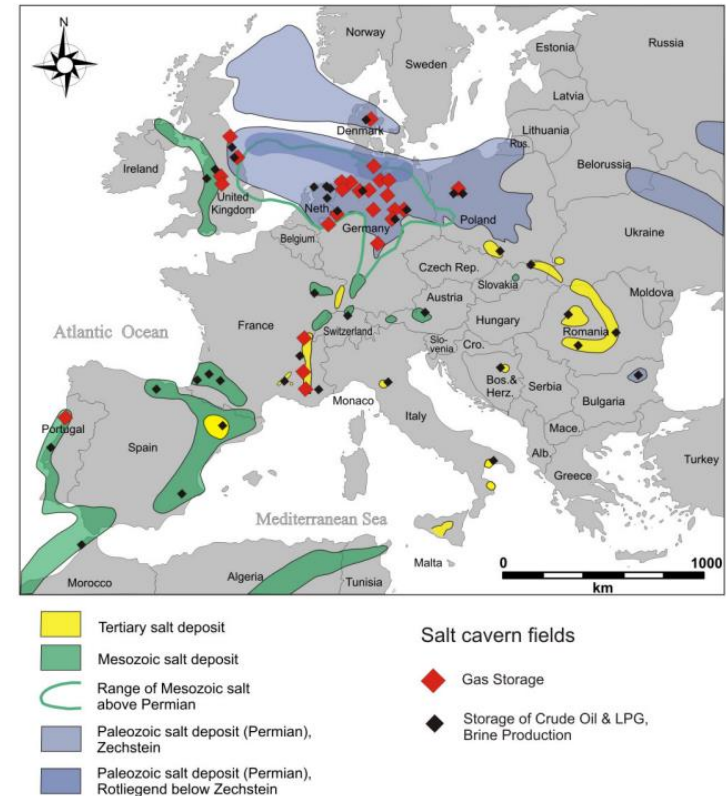 N
Norway
Sweden
Estonia
Russia
Latvia
Lithuania
Rus.
Denmark
Belorussia
Ireland
United
Kingdom
Neth.
Germany
Poland
Belgium
Ukraine
Czech Rep.
Slovakia
Austria
Moldova
France
Switzerland
Hungary
Romania
Atlantic Ocean
Slo-
venia
Cro.
Bos.&
Herz.
Serbia
Bulgaria
Monaco
Italy
Mace.
Alb.
Portugal
Spain
Greece
Turkey
Mediterranean Sea
Malta
Morocco
Algeria
Tunisia
0
1000
km
Tertiary salt deposit
Mesozoic salt deposit
Range of Mesozoic salt
above Permian
Paleozoic salt deposit (Permian),
Zechstein
Paleozoic salt deposit (Permian),
Rotliegend below Zechstein
Salt cavern fields
Gas Storage
Storage of Crude Oil & LPG,
Brine Production